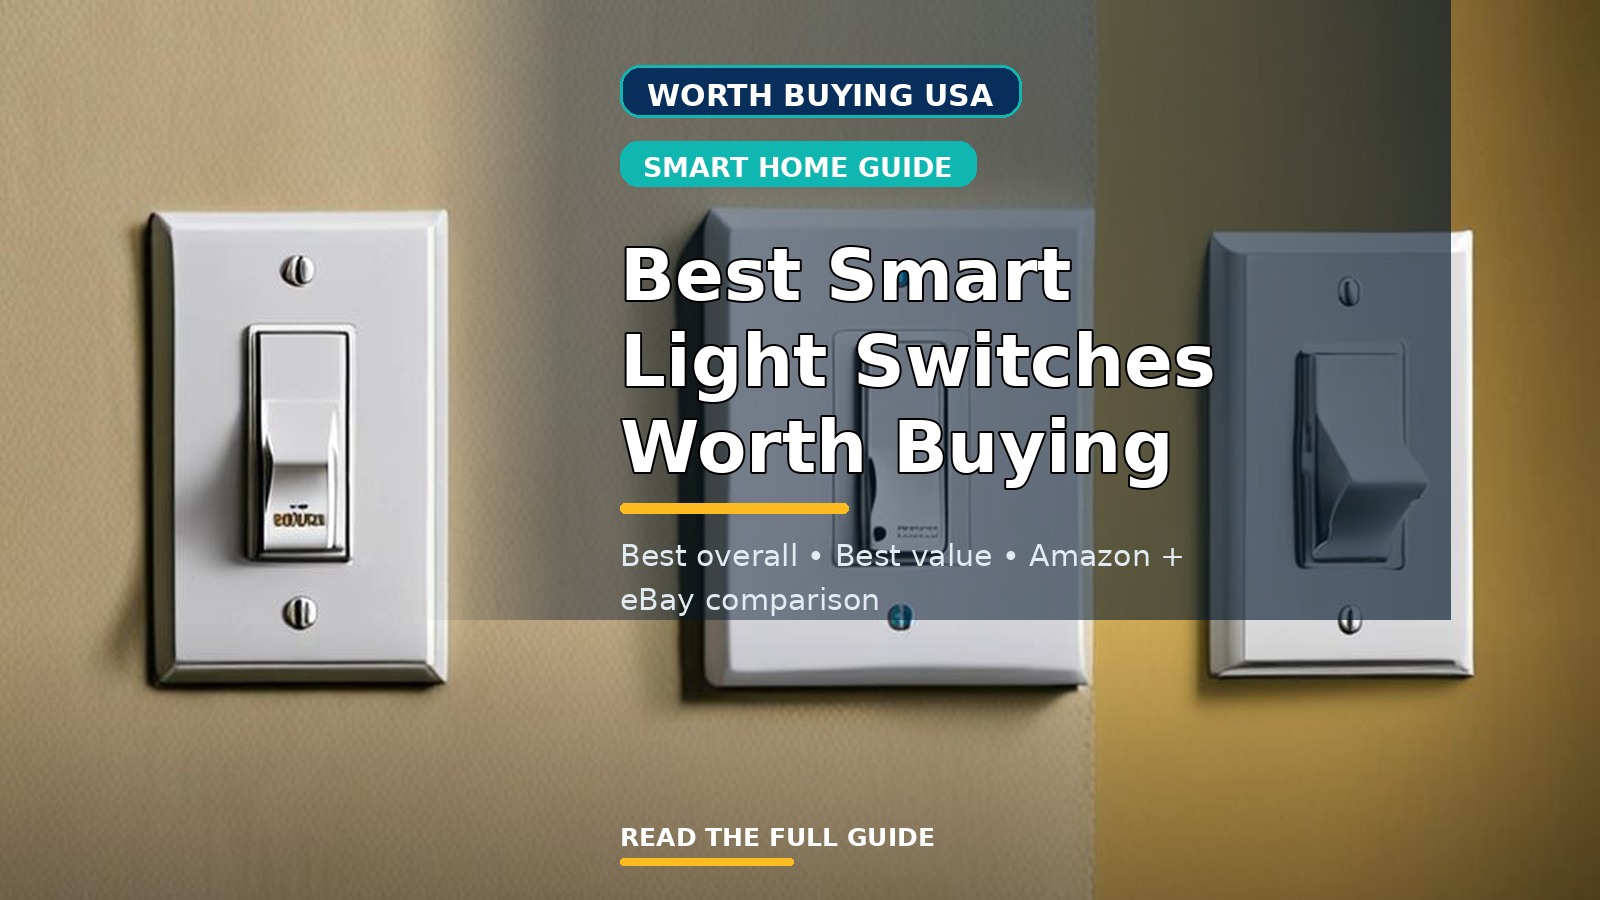 WORTH BUYING USA
SMART HOME GUIDE
Best Smart
Light Switches
Worth Buying
Best overall • Best value • Amazon +
eBay comparison
READ THE FULL GUIDE